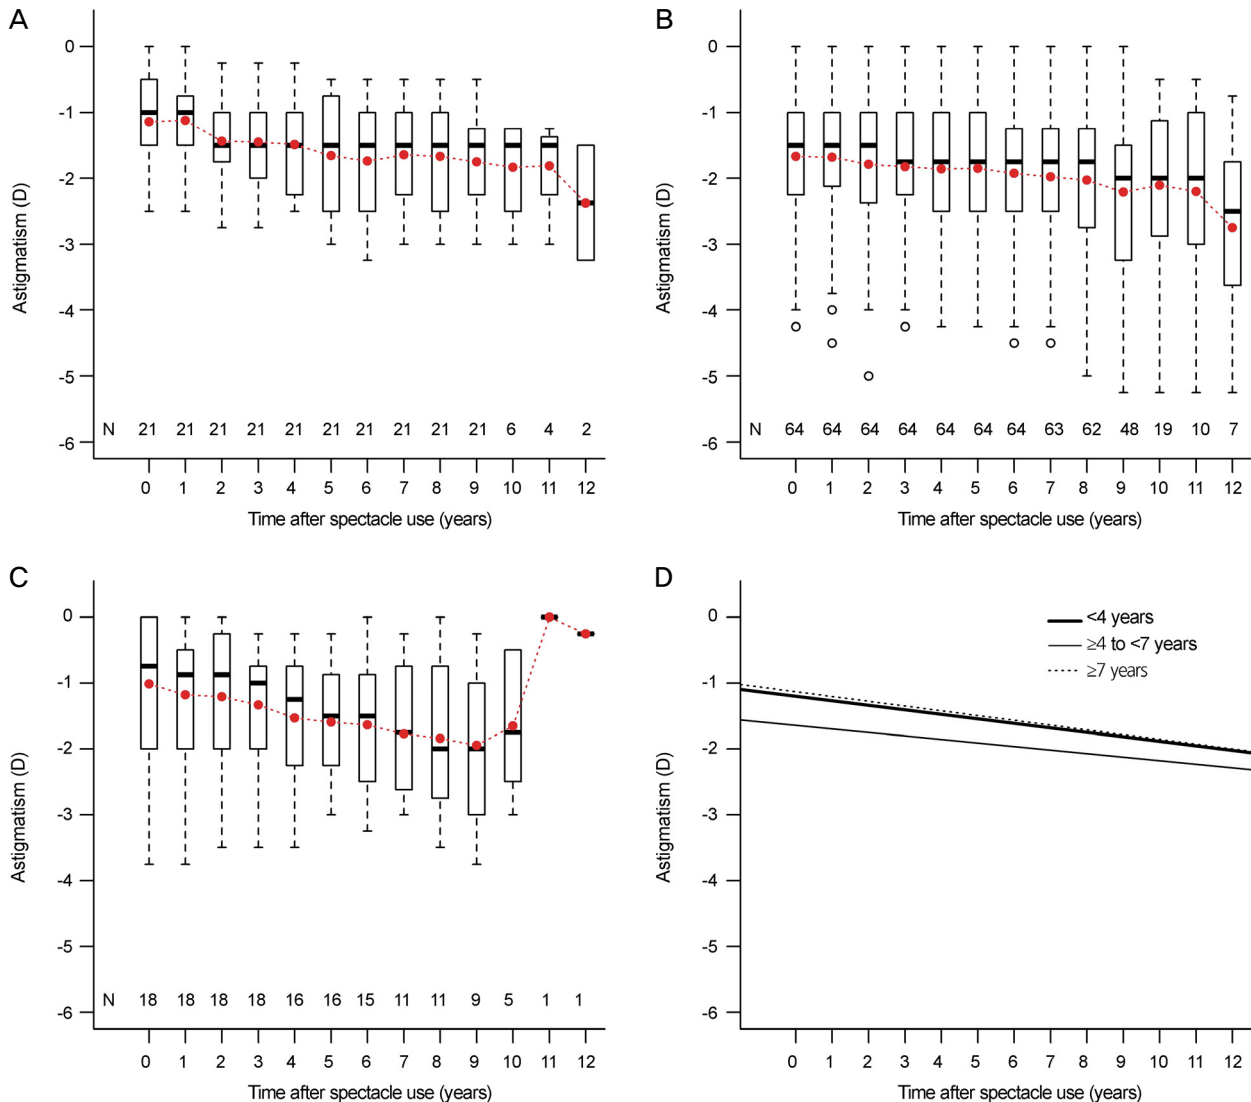 A
0
-1
-2
-3
-4
-5
-6
Astigmatism (D)
N 21 21 21 21 21 21 21 21 21 21 6 4 2
0 1 2 3 4 5 6 7 8 9 10 11 12
Time after spectacle use (years)
B
0
-1
-2
-3
-4
-5
-6
Astigmatism (D)
N 64 64 64 64 64 64 64 63 62 48 19 10 7
0 1 2 3 4 5 6 7 8 9 10 11 12
Time after spectacle use (years)
C
0
-1
-2
-3
-4
-5
-6
Astigmatism (D)
N 18 18 18 18 16 16 15 11 11 9 5 1 1
0 1 2 3 4 5 6 7 8 9 10 11 12
Time after spectacle use (years)
D
0
-1
-2
-3
-4
-5
-6
Astigmatism (D)
<4 years
≥4 to <7 years
≥7 years
0 1 2 3 4 5 6 7 8 9 10 11 12
Time after spectacle use (years)